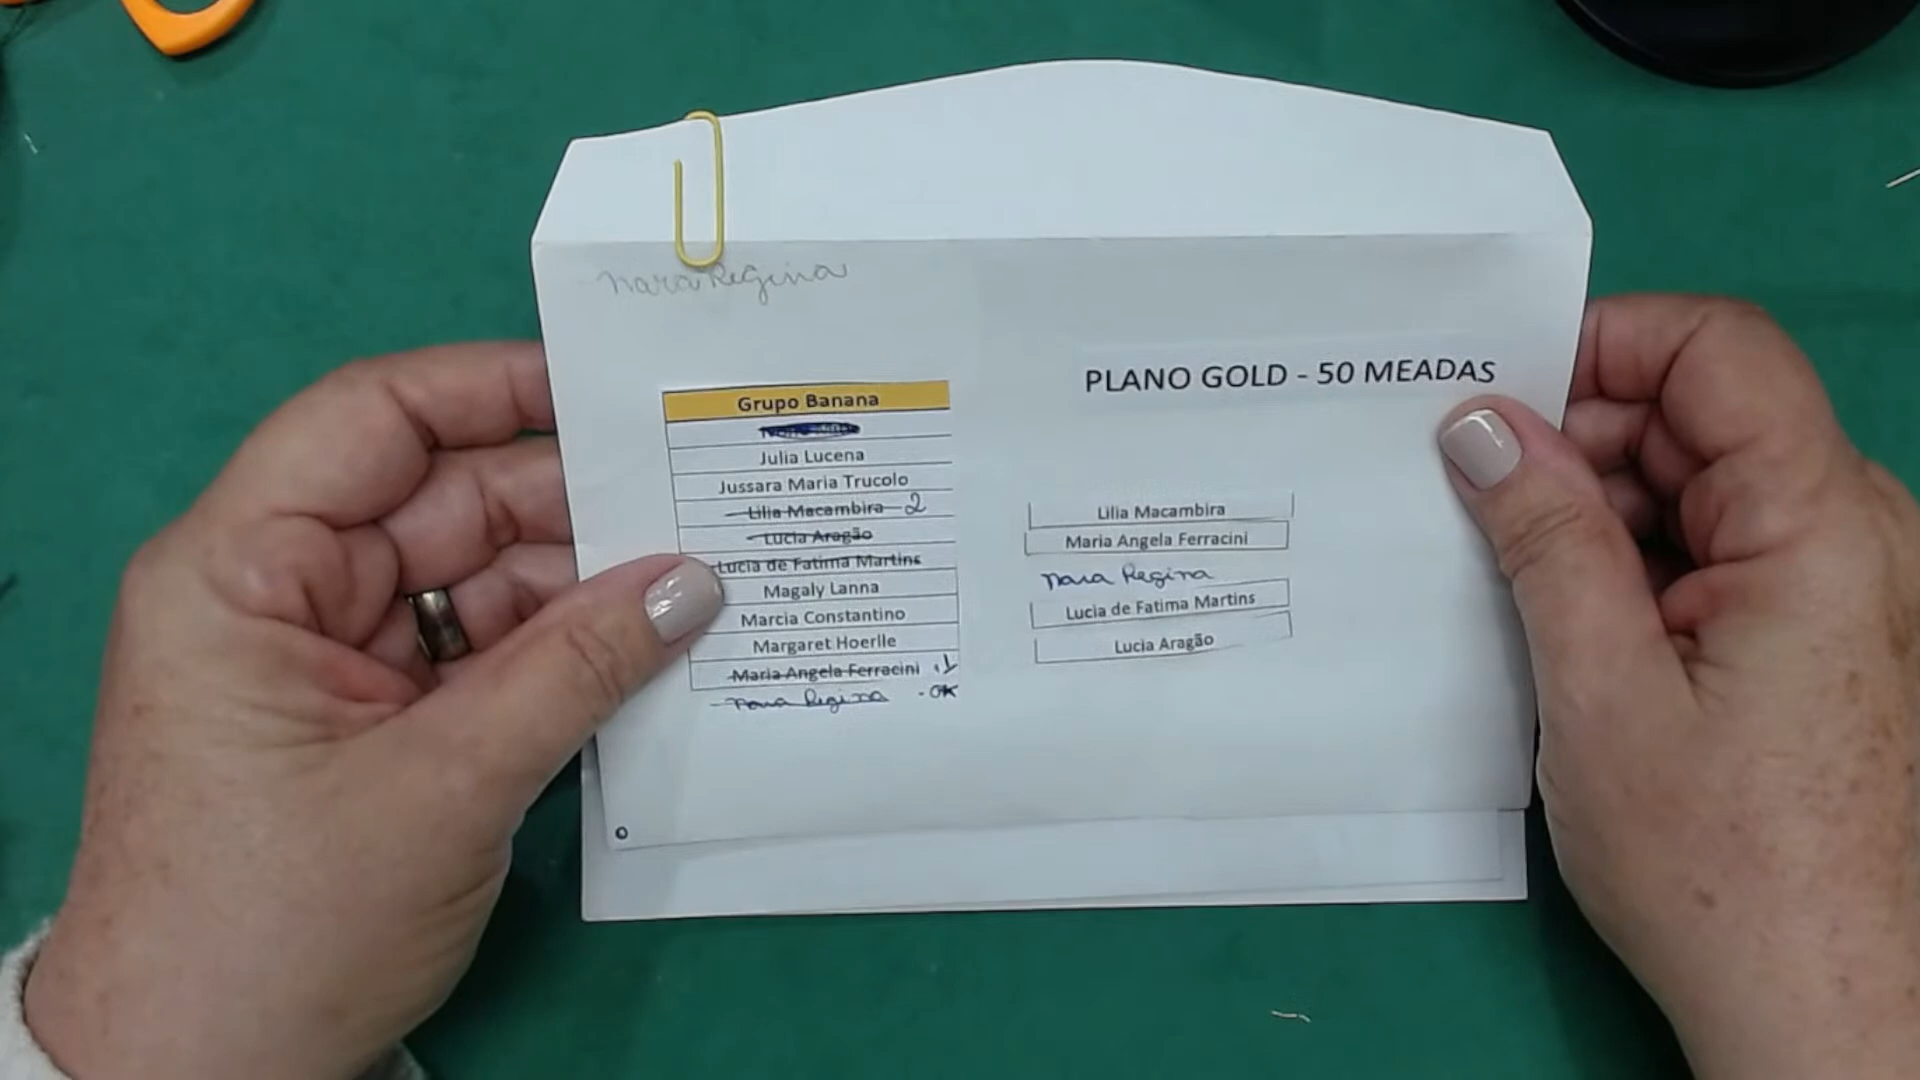 Nara Regina
Grupo Banana
Julia Lucena
Jussara Maria Trucolo
Lilia Macambira 2
Lucia Aragão
Lucia de Fatima Martins
Magaly Lanna
Marcia Constantino
Margaret Hoerlle
Maria Angela Ferracini
Nara Regina - OK
PLANO GOLD - 50 MEADAS
Lilia Macambira
Maria Angela Ferracini
Nara Regina
Lucia de Fatima Martins
Lucia Aragão